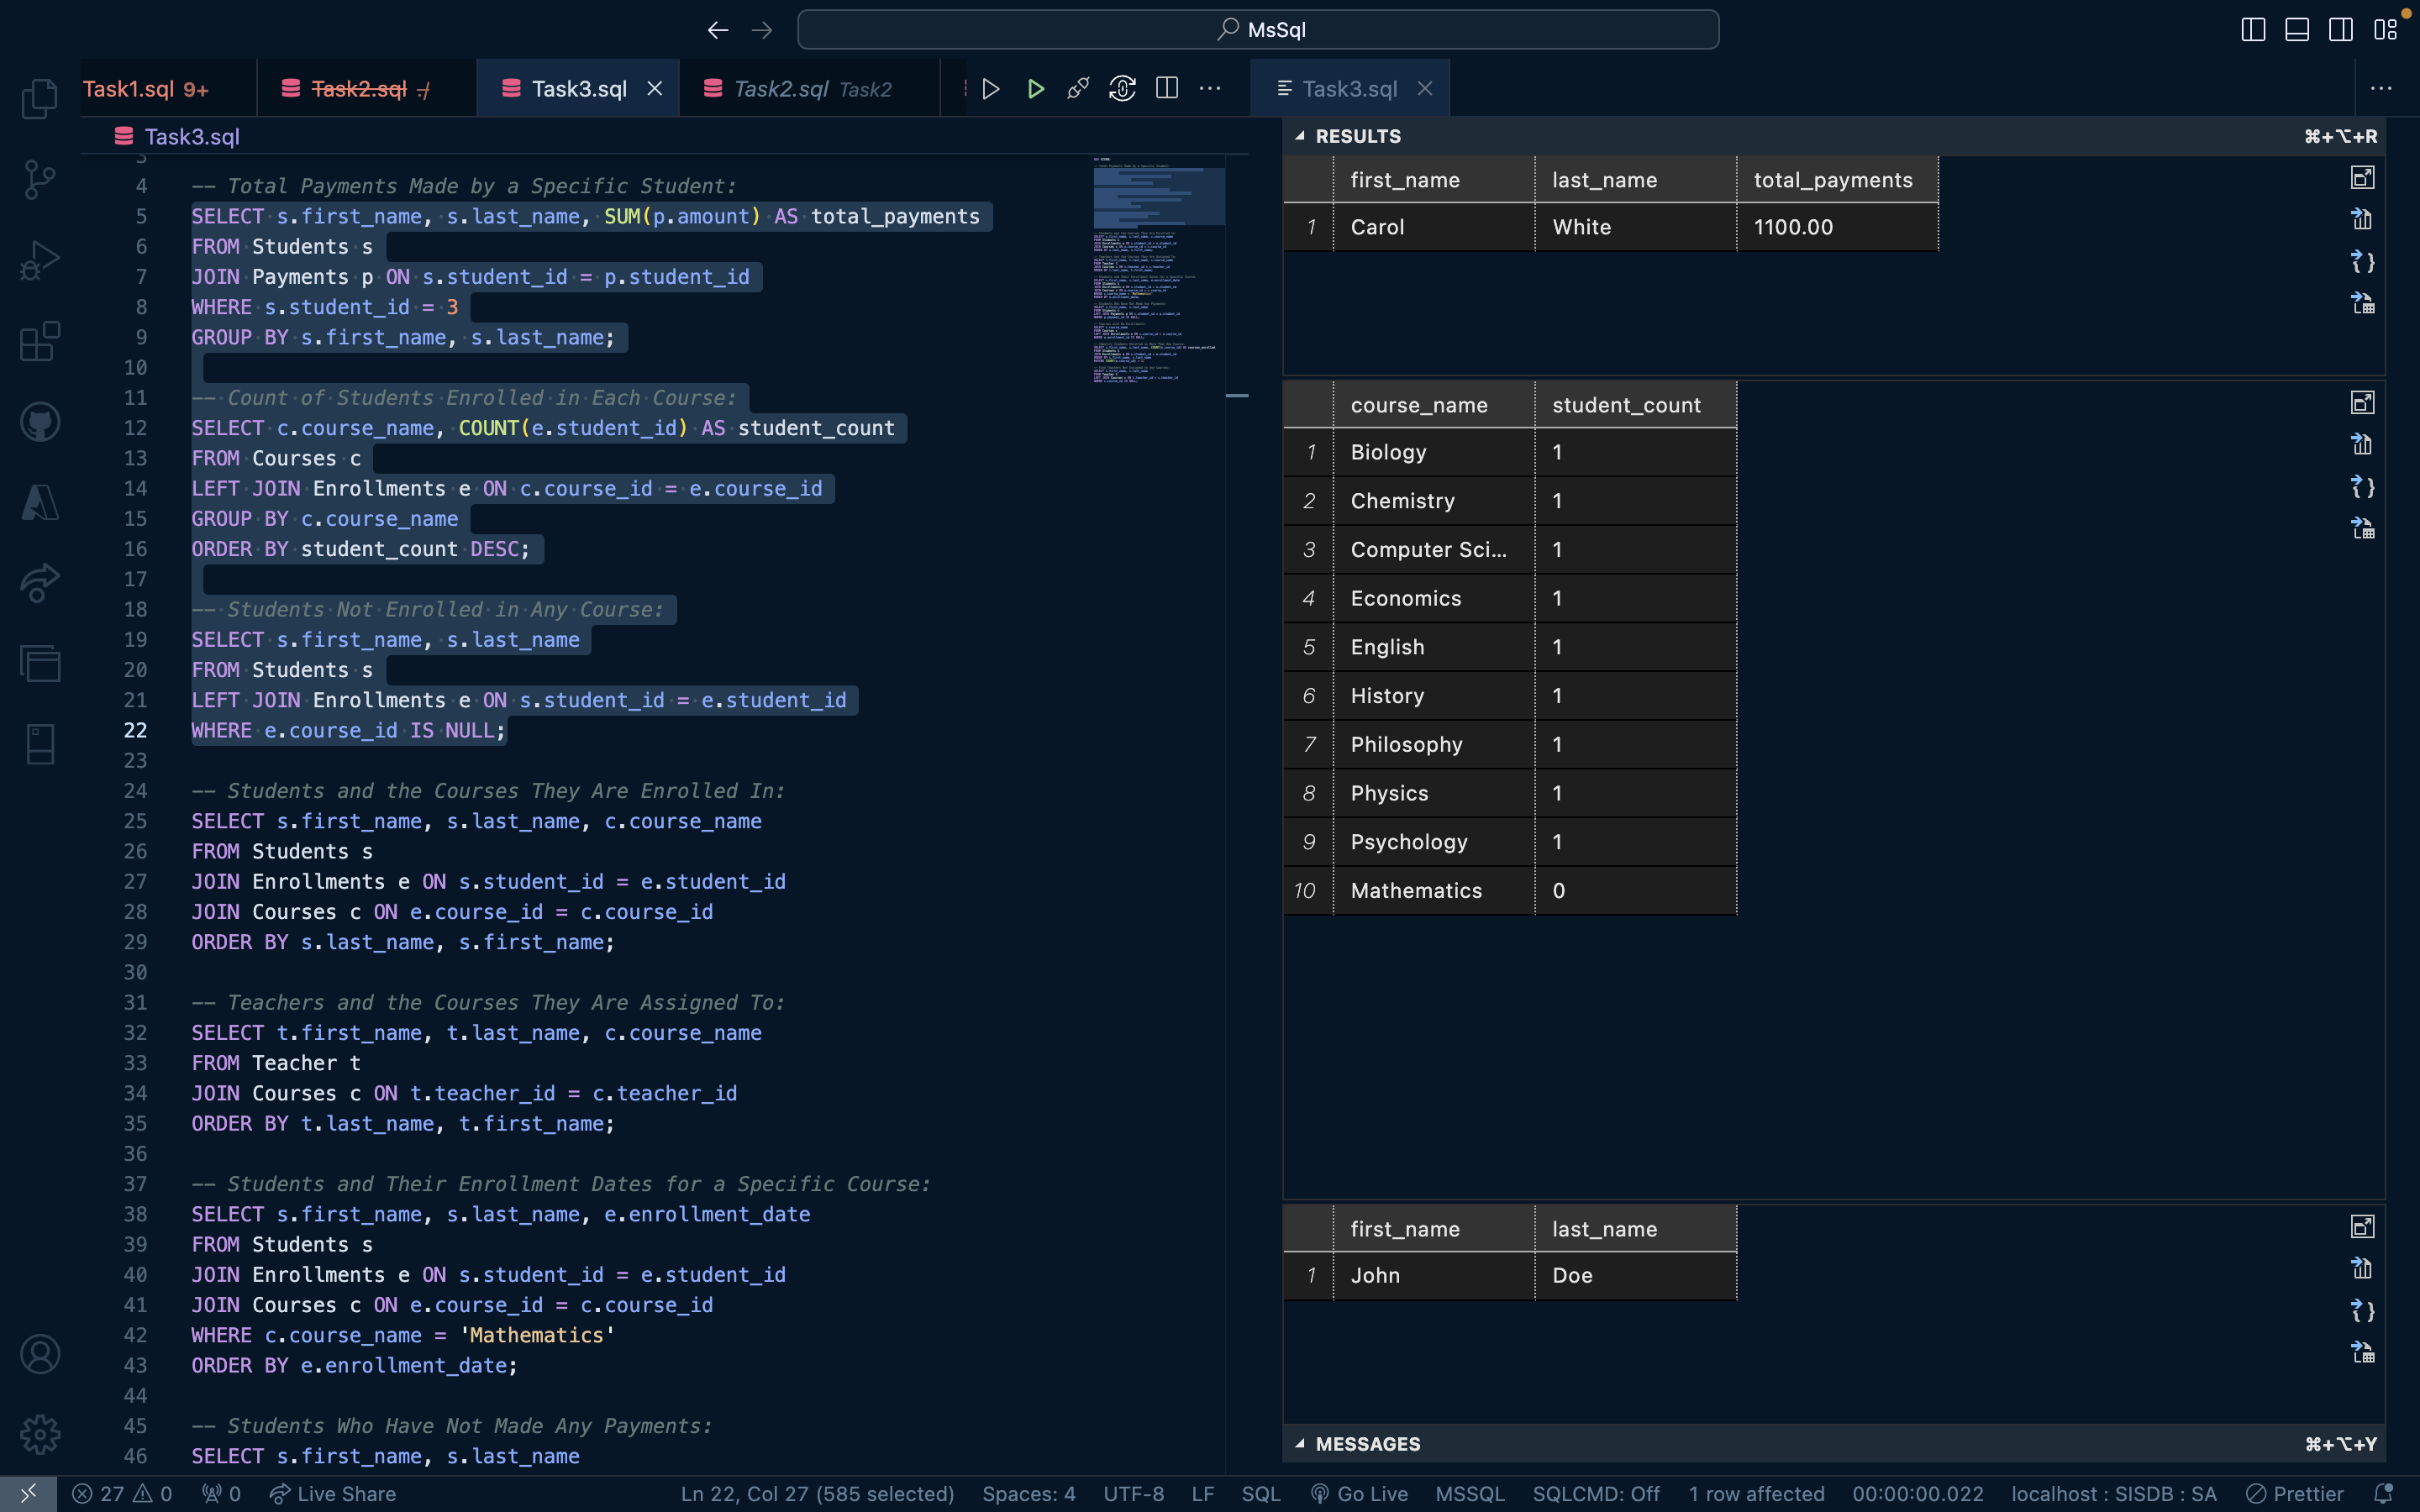 MsSql
Task1.sql 9+
Task2.sql
Task3.sql
Task2.sql Task2
Task3.sql
Task3.sql
3
4 -- Total Payments Made by a Specific Student:
5 SELECT s.first_name, s.last_name, SUM(p.amount) AS total_payments
6 FROM Students s
7 JOIN Payments p ON s.student_id = p.student_id
8 WHERE s.student_id = 3
9 GROUP BY s.first_name, s.last_name;
10
11 -- Count of Students Enrolled in Each Course:
12 SELECT c.course_name, COUNT(e.student_id) AS student_count
13 FROM Courses c
14 LEFT JOIN Enrollments e ON c.course_id = e.course_id
15 GROUP BY c.course_name
16 ORDER BY student_count DESC;
17
18 -- Students Not Enrolled in Any Course:
19 SELECT s.first_name, s.last_name
20 FROM Students s
21 LEFT JOIN Enrollments e ON s.student_id = e.student_id
22 WHERE e.course_id IS NULL;
23
24 -- Students and the Courses They Are Enrolled In:
25 SELECT s.first_name, s.last_name, c.course_name
26 FROM Students s
27 JOIN Enrollments e ON s.student_id = e.student_id
28 JOIN Courses c ON e.course_id = c.course_id
29 ORDER BY s.last_name, s.first_name;
30
31 -- Teachers and the Courses They Are Assigned To:
32 SELECT t.first_name, t.last_name, c.course_name
33 FROM Teacher t
34 JOIN Courses c ON t.teacher_id = c.teacher_id
35 ORDER BY t.last_name, t.first_name;
36
37 -- Students and Their Enrollment Dates for a Specific Course:
38 SELECT s.first_name, s.last_name, e.enrollment_date
39 FROM Students s
40 JOIN Enrollments e ON s.student_id = e.student_id
41 JOIN Courses c ON e.course_id = c.course_id
42 WHERE c.course_name = 'Mathematics'
43 ORDER BY e.enrollment_date;
44
45 -- Students Who Have Not Made Any Payments:
46 SELECT s.first_name, s.last_name
RESULTS ⌘+⌥+R
first_name last_name total_payments
1 Carol White 1100.00
course_name student_count
1 Biology 1
2 Chemistry 1
3 Computer Sci... 1
4 Economics 1
5 English 1
6 History 1
7 Philosophy 1
8 Physics 1
9 Psychology 1
10 Mathematics 0
first_name last_name
1 John Doe
MESSAGES ⌘+⌥+Y
27 0 0 Live Share Ln 22, Col 27 (585 selected) Spaces: 4 UTF-8 LF SQL Go Live MSSQL SQLCMD: Off 1 row affected 00:00:00.022 localhost : SISDB : SA Prettier